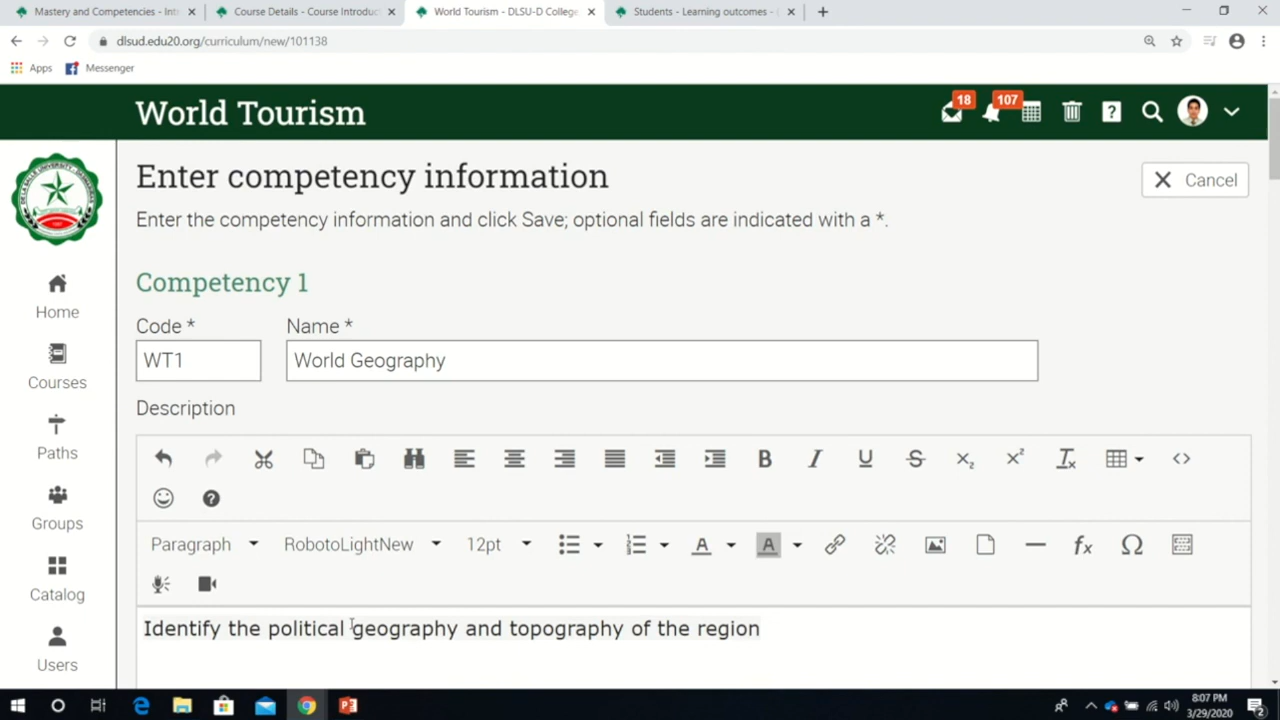 Mastery and Competencies - Intr
Course Details - Course Introduc
World Tourism - DLSU-D College
Students - Learning outcomes -
dlsud.edu20.org/curriculum/new/101138
Apps
Messenger
World Tourism
18
107
Enter competency information
Cancel
Enter the competency information and click Save; optional fields are indicated with a *.
Competency 1
Home
Code *
Name *
WT1
World Geography
Courses
Description
Paths
Groups
Paragraph
RobotoLightNew
12pt
Catalog
Identify the political geography and topography of the region
Users
8:07 PM
3/29/2020
2